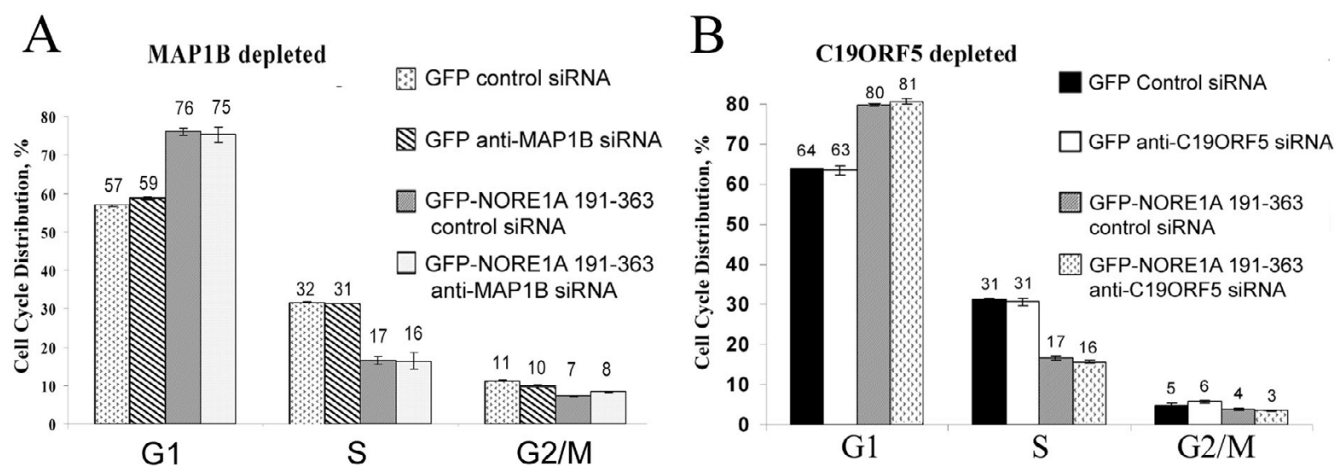 A
MAP1B depleted
GFP control siRNA
GFP anti-MAP1B siRNA
GFP-NORE1A 191-363
control siRNA
GFP-NORE1A 191-363
anti-MAP1B siRNA
Cell Cycle Distribution, %
80
70
60
50
40
30
20
10
0
57
59
76
75
32
31
17
16
11
10
7
8
G1
S
G2/M
B
C19ORF5 depleted
GFP Control siRNA
GFP anti-C19ORF5 siRNA
GFP-NORE1A 191-363
control siRNA
GFP-NORE1A 191-363
anti-C19ORF5 siRNA
Cell Cycle Distribution, %
80
70
60
50
40
30
20
10
0
64
63
80
81
31
31
17
16
5
6
4
3
G1
S
G2/M